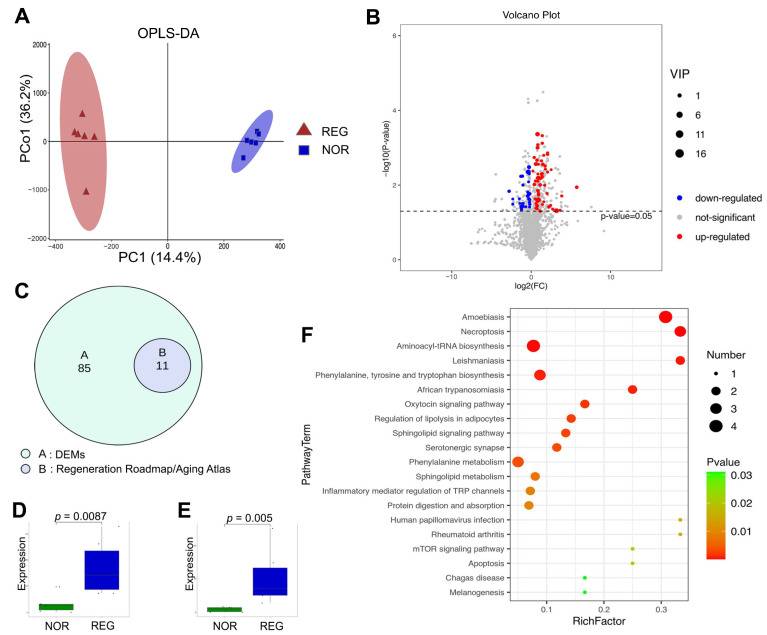 A
OPLS-DA
PCo1 (36.2%)
2000
1000
0
-1000
-2000
-400
-200
0
200
400
PC1 (14.4%)
REG
NOR
B
Volcano Plot
-log10(P-value)
6
4
2
0
p-value=0.05
-10
0
10
log2(FC)
VIP
1
6
11
16
down-regulated
not-significant
up-regulated
C
A
85
B
11
A : DEMs
B : Regeneration Roadmap/Aging Atlas
D
p = 0.0087
Expression
NOR
REG
E
p = 0.005
Expression
NOR
REG
F
PathwayTerm
Amoebiasis
Necroptosis
Aminoacyl-tRNA biosynthesis
Leishmaniasis
Phenylalanine, tyrosine and tryptophan biosynthesis
African trypanosomiasis
Oxytocin signaling pathway
Regulation of lipolysis in adipocytes
Sphingolipid signaling pathway
Serotonergic synapse
Phenylalanine metabolism
Sphingolipid metabolism
Inflammatory mediator regulation of TRP channels
Protein digestion and absorption
Human papillomavirus infection
Rheumatoid arthritis
mTOR signaling pathway
Apoptosis
Chagas disease
Melanogenesis
0.1
0.2
0.3
RichFactor
Number
1
2
3
4
Pvalue
0.03
0.02
0.01